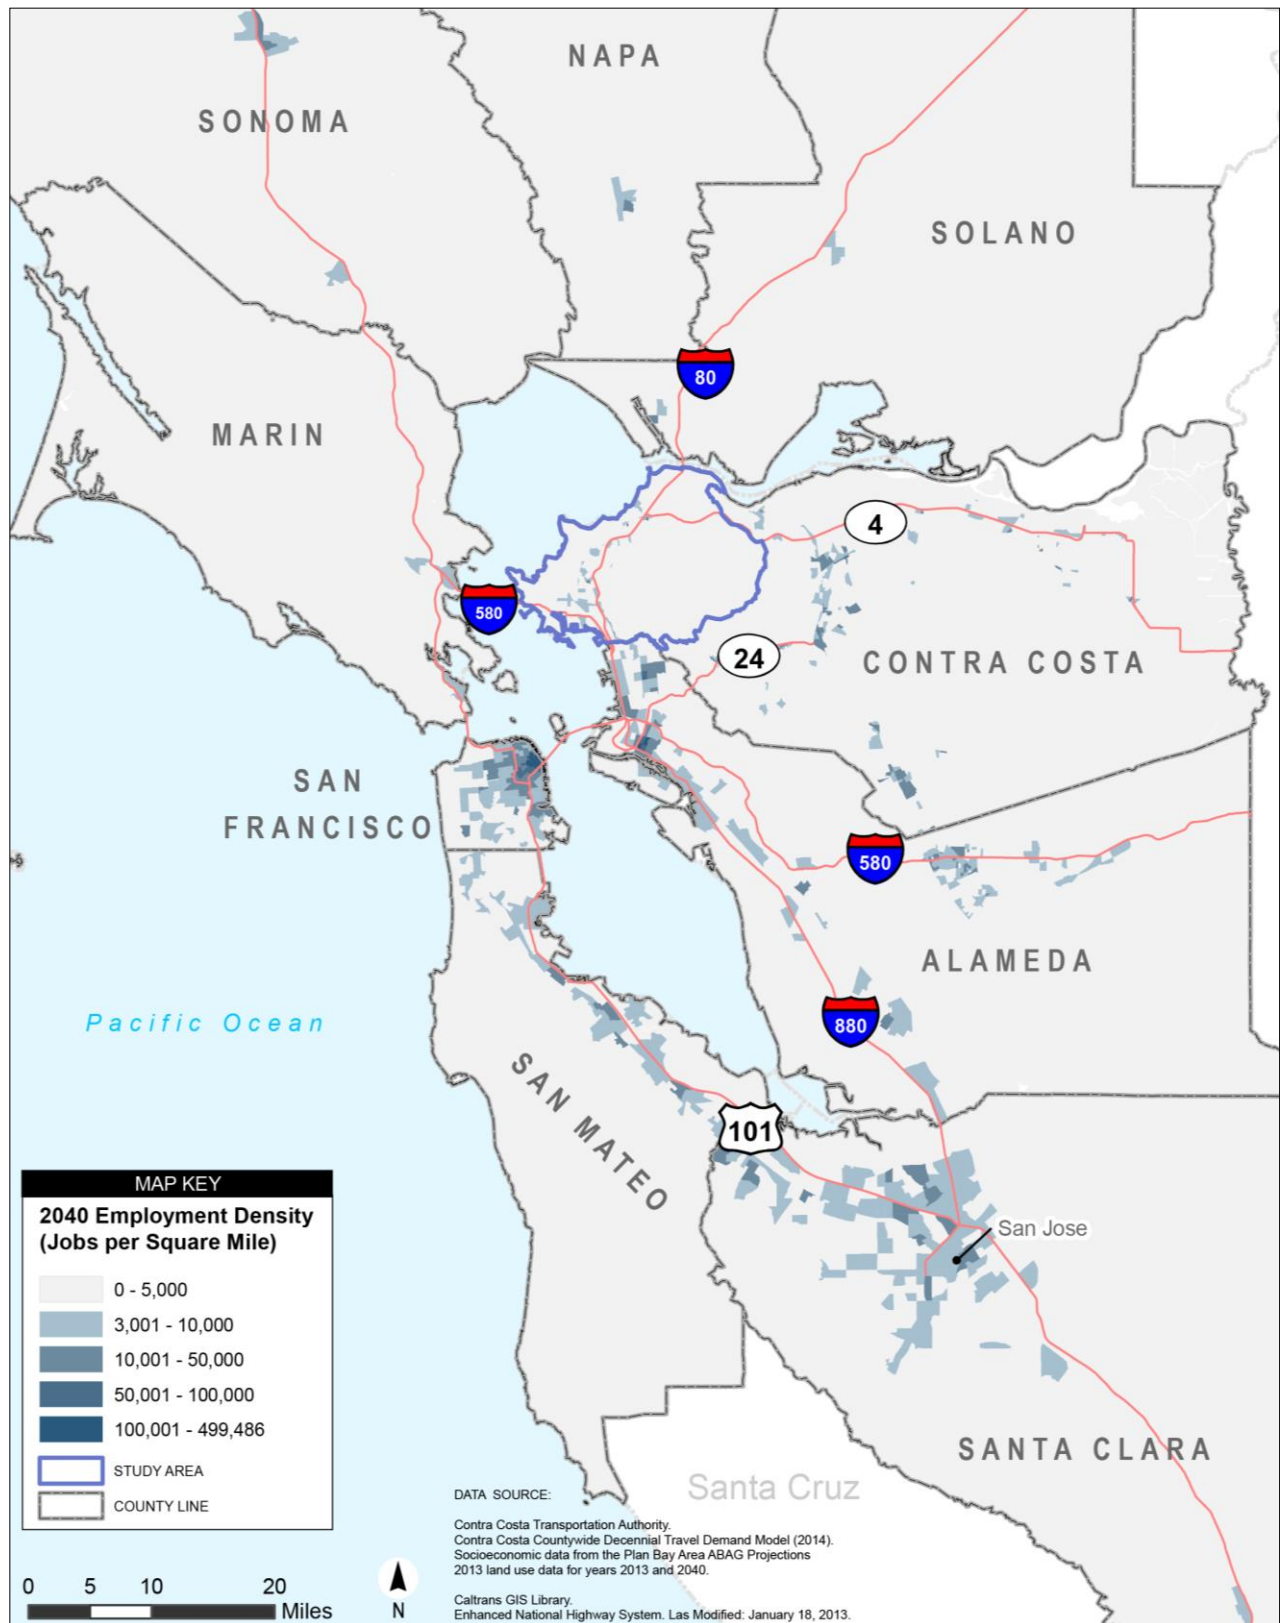 NAPA
SONOMA
SOLANO
80
MARIN
4
580
24
CONTRA COSTA
SAN
FRANCISCO
580
ALAMEDA
Pacific Ocean
880
SAN MATEO
101
San Jose
SANTA CLARA
Santa Cruz
MAP KEY
2040 Employment Density
(Jobs per Square Mile)
0 - 5,000
3,001 - 10,000
10,001 - 50,000
50,001 - 100,000
100,001 - 499,486
STUDY AREA
COUNTY LINE
0 5 10 20
Miles
N
DATA SOURCE:
Contra Costa Transportation Authority.
Contra Costa Countywide Decennial Travel Demand Model (2014).
Socioeconomic data from the Plan Bay Area ABAG Projections
2013 land use data for years 2013 and 2040.
Caltrans GIS Library.
Enhanced National Highway System. Las Modified: January 18, 2013.